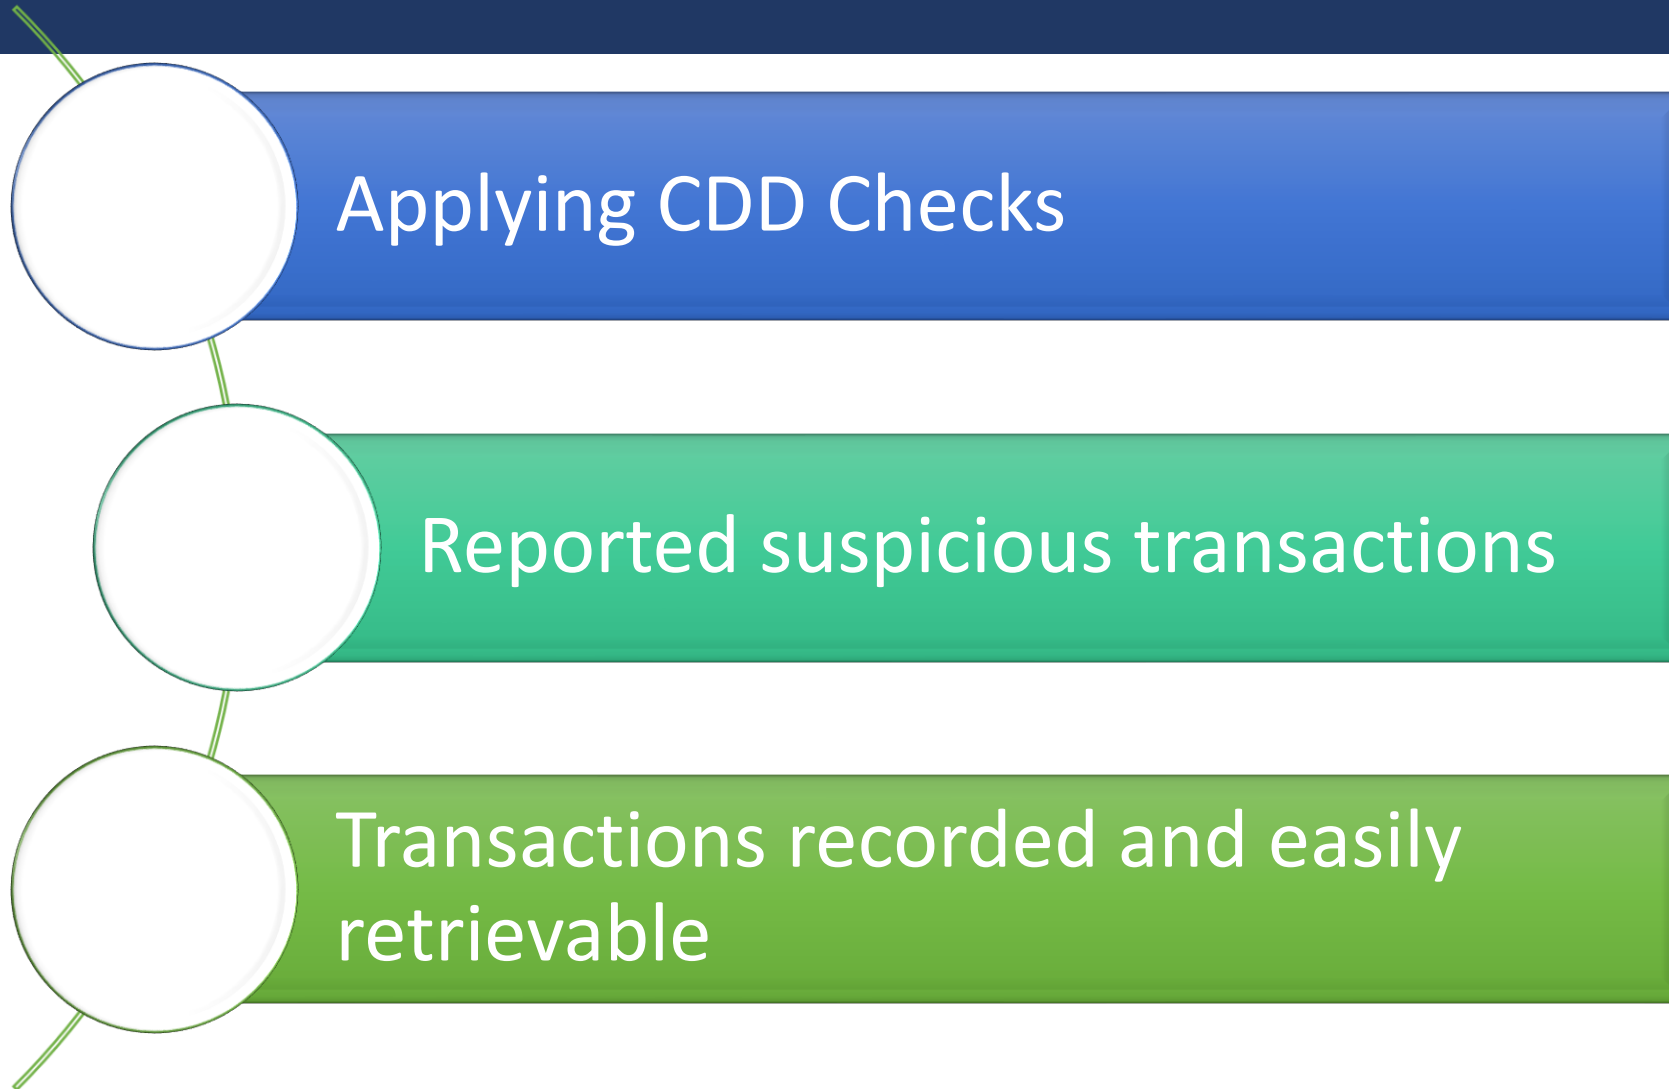 Applying CDD Checks
Reported suspicious transactions
Transactions recorded and easily
retrievable